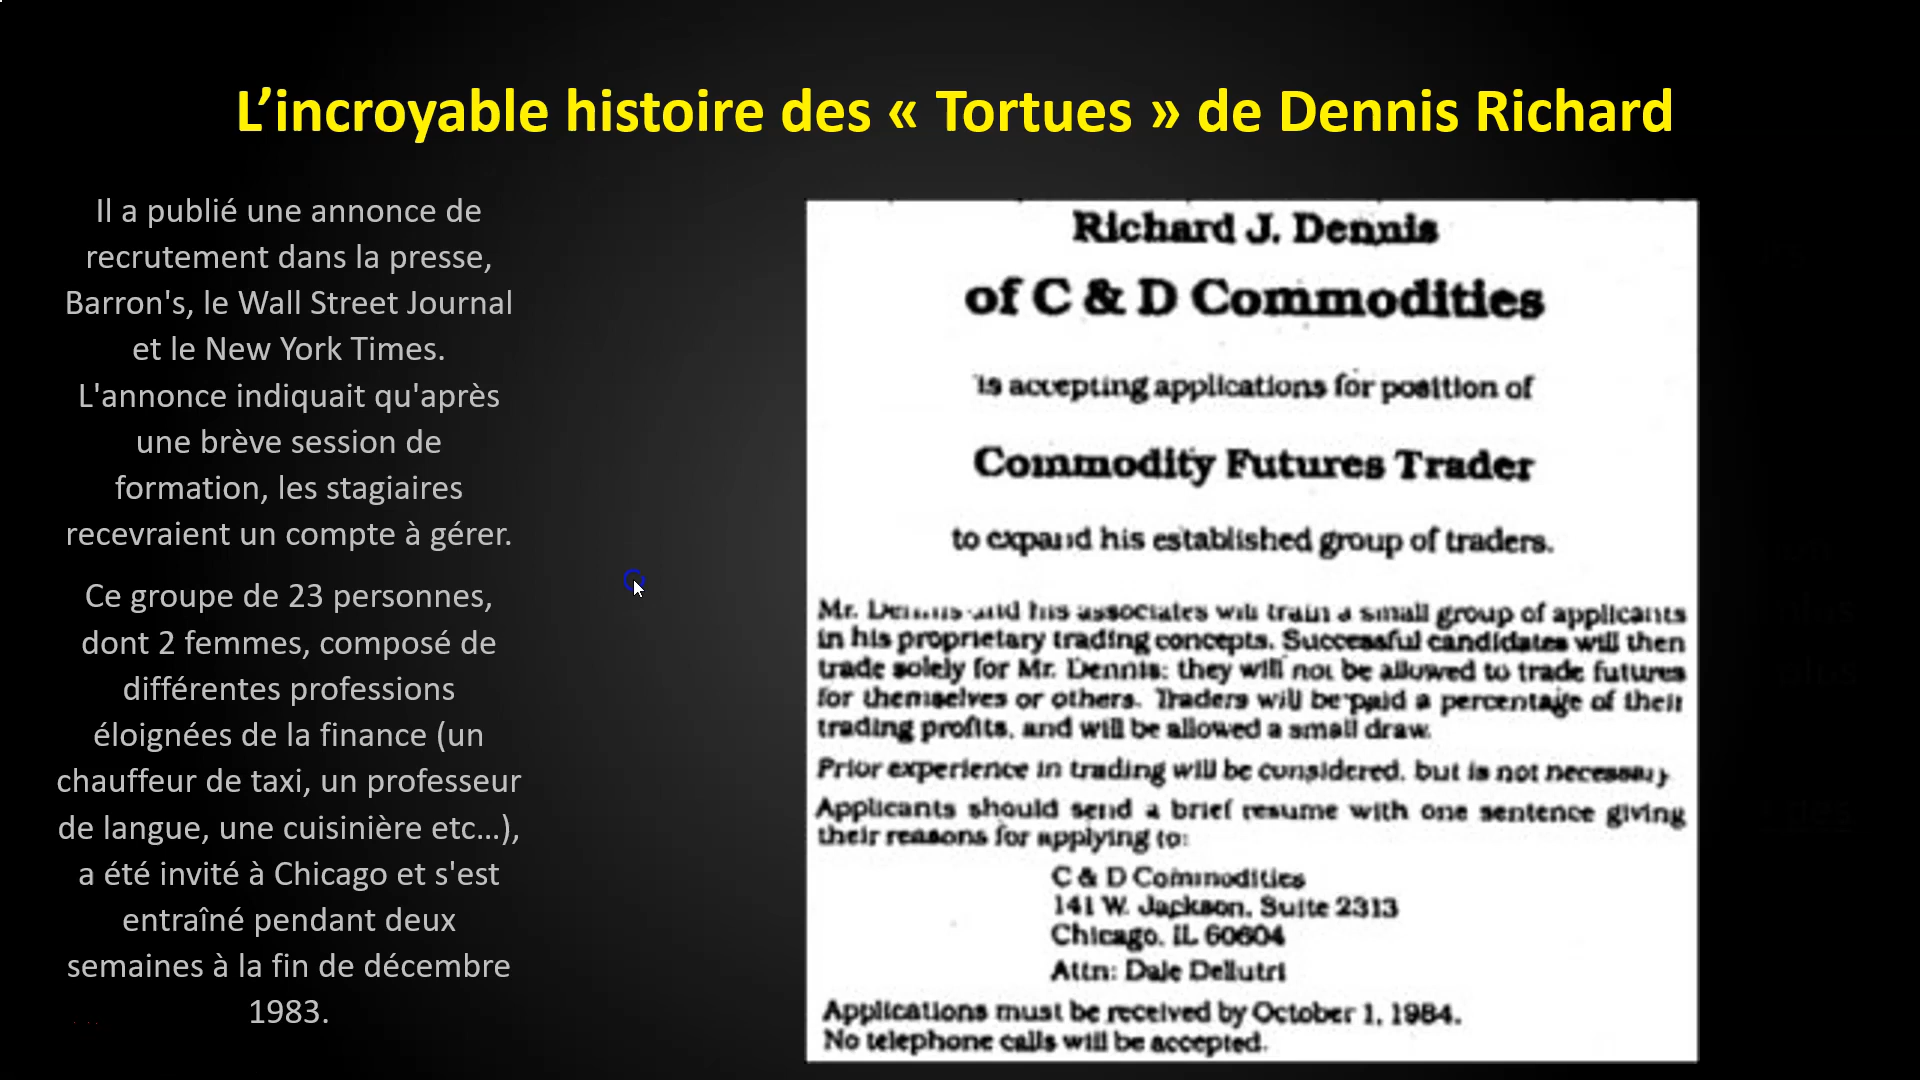 L’incroyable histoire des « Tortues » de Dennis Richard
Il a publié une annonce de
recrutement dans la presse,
Barron's, le Wall Street Journal
et le New York Times.
L'annonce indiquait qu'après
une brève session de
formation, les stagiaires
recevraient un compte à gérer.
Ce groupe de 23 personnes,
dont 2 femmes, composé de
différentes professions
éloignées de la finance (un
chauffeur de taxi, un professeur
de langue, une cuisinière etc…),
a été invité à Chicago et s'est
entraîné pendant deux
semaines à la fin de décembre
1983.
Richard J. Dennis
of C & D Commodities
is accepting applications for position of
Commodity Futures Trader
to expand his established group of traders.
Mr. Dennis and his associates will train a small group of applicants
in his proprietary trading concepts. Successful candidates will then
trade solely for Mr. Dennis: they will not be allowed to trade futures
for themselves or others. Traders will be paid a percentage of their
trading profits, and will be allowed a small draw.
Prior experience in trading will be considered, but is not necessary
Applicants should send a brief resume with one sentence giving
their reasons for applying to:
C & D Commodities
141 W. Jackson, Suite 2313
Chicago, IL 60604
Attn: Dale Dellutri
Applications must be received by October 1, 1984.
No telephone calls will be accepted.